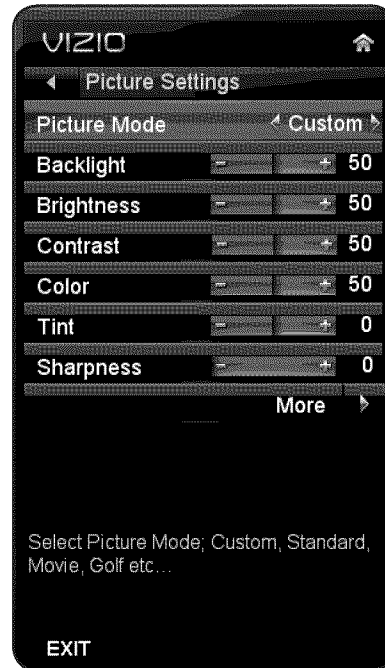 VIZIO
Picture Settings
Picture Mode Custom
Backlight - + 50
Brightness - + 50
Contrast - + 50
Color - + 50
Tint - + 0
Sharpness - + 0
More
Select Picture Mode; Custom, Standard,
Movie, Golf etc...
EXIT